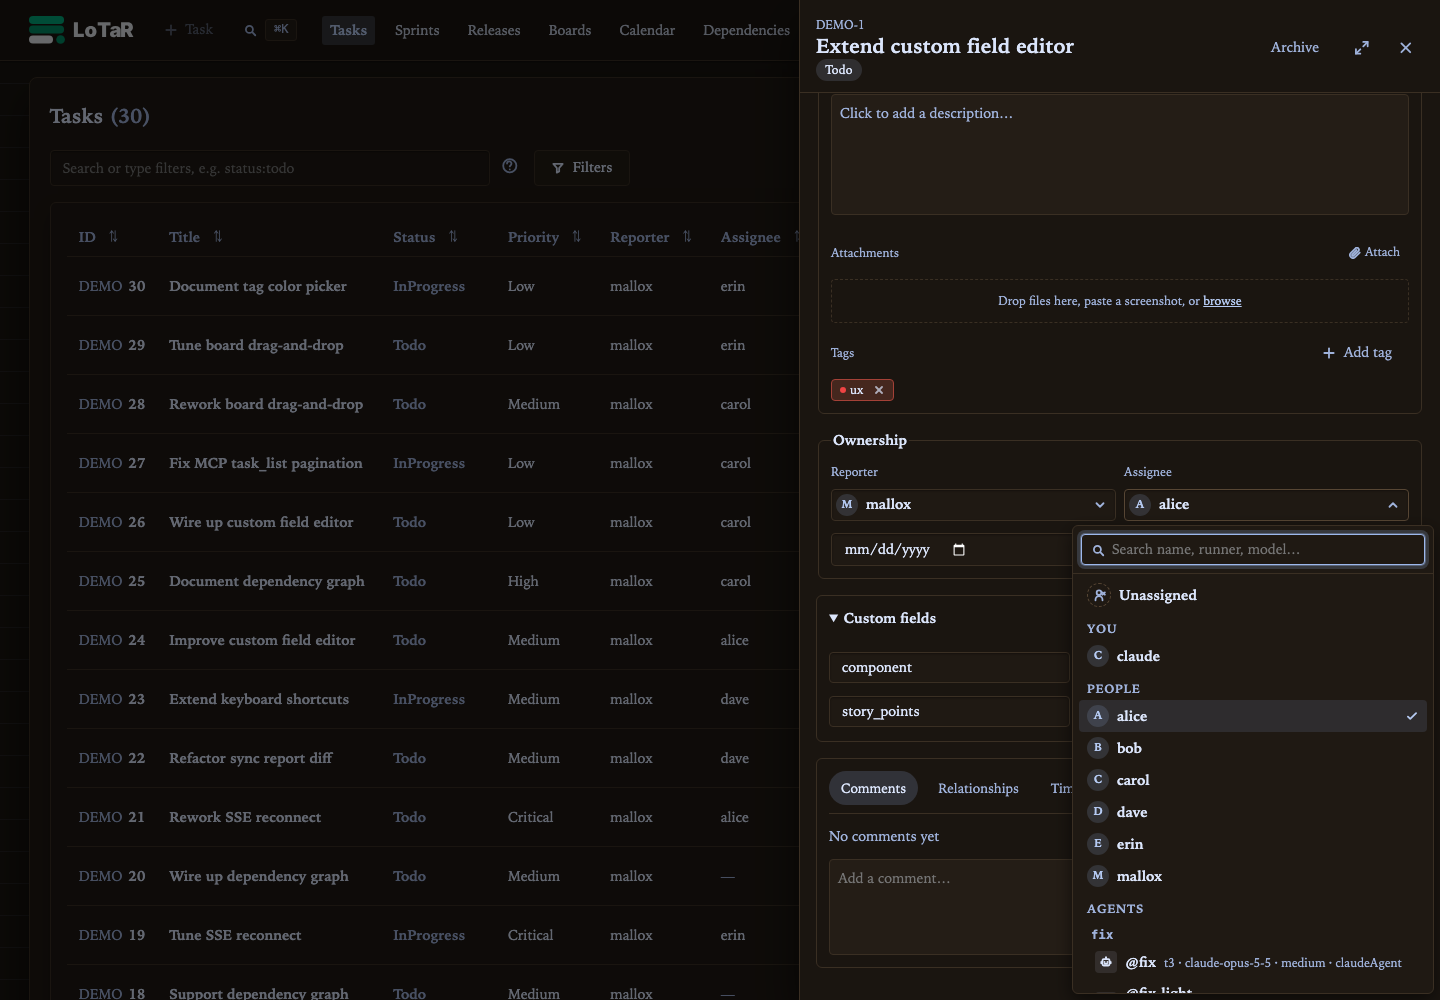 LoTaR
Task
⌘K
Tasks
Sprints
Releases
Boards
Calendar
Dependencies
Tasks (30)
Search or type filters, e.g. status:todo
Filters
ID Title Status Priority Reporter Assignee
DEMO 30 Document tag color picker InProgress Low mallox erin
DEMO 29 Tune board drag-and-drop Todo Low mallox erin
DEMO 28 Rework board drag-and-drop Todo Medium mallox carol
DEMO 27 Fix MCP task_list pagination InProgress Low mallox carol
DEMO 26 Wire up custom field editor Todo Low mallox carol
DEMO 25 Document dependency graph Todo High mallox carol
DEMO 24 Improve custom field editor Todo Medium mallox alice
DEMO 23 Extend keyboard shortcuts InProgress Medium mallox dave
DEMO 22 Refactor sync report diff Todo Medium mallox dave
DEMO 21 Rework SSE reconnect Todo Critical mallox alice
DEMO 20 Wire up dependency graph Todo Medium mallox —
DEMO 19 Tune SSE reconnect InProgress Critical mallox erin
DEMO 18 Support dependency graph Todo Medium mallox —
DEMO-1
Extend custom field editor
Todo
Archive
Click to add a description...
Attachments
Attach
Drop files here, paste a screenshot, or browse
Tags
Add tag
ux
Ownership
Reporter
Assignee
M mallox
A alice
mm/dd/yyyy
Custom fields
component
story_points
Comments
Relationships
Tim
No comments yet
Add a comment...
Search name, runner, model...
Unassigned
YOU
C claude
PEOPLE
A alice
B bob
C carol
D dave
E erin
M mallox
AGENTS
fix
@fix t3 · claude-opus-5-5 · medium · claudeAgent
@fix-light